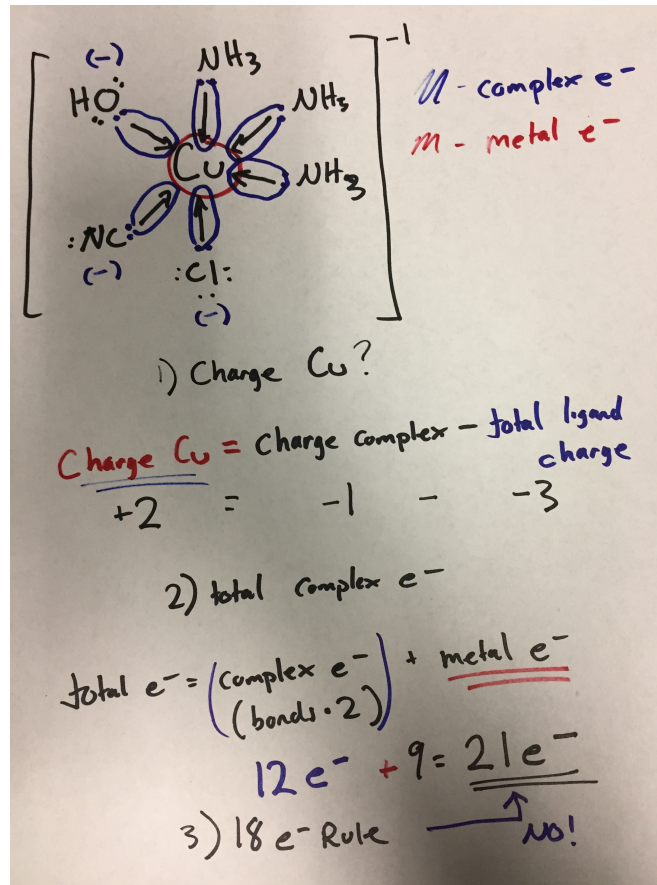 -1
(-)
NH₃
HO
NH₃
Cu
NH₃
:NC:
(-)
:Cl:
(-)
M - complex e⁻
m - metal e⁻
1) Charge Cu?
Charge Cu = Charge complex - total ligand charge
+2 = -1 - -3
2) total complex e⁻
total e⁻ = (complex e⁻ (bonds · 2)) + metal e⁻
12 e⁻ + 9 = 21 e⁻
3) 18 e⁻ Rule NO!